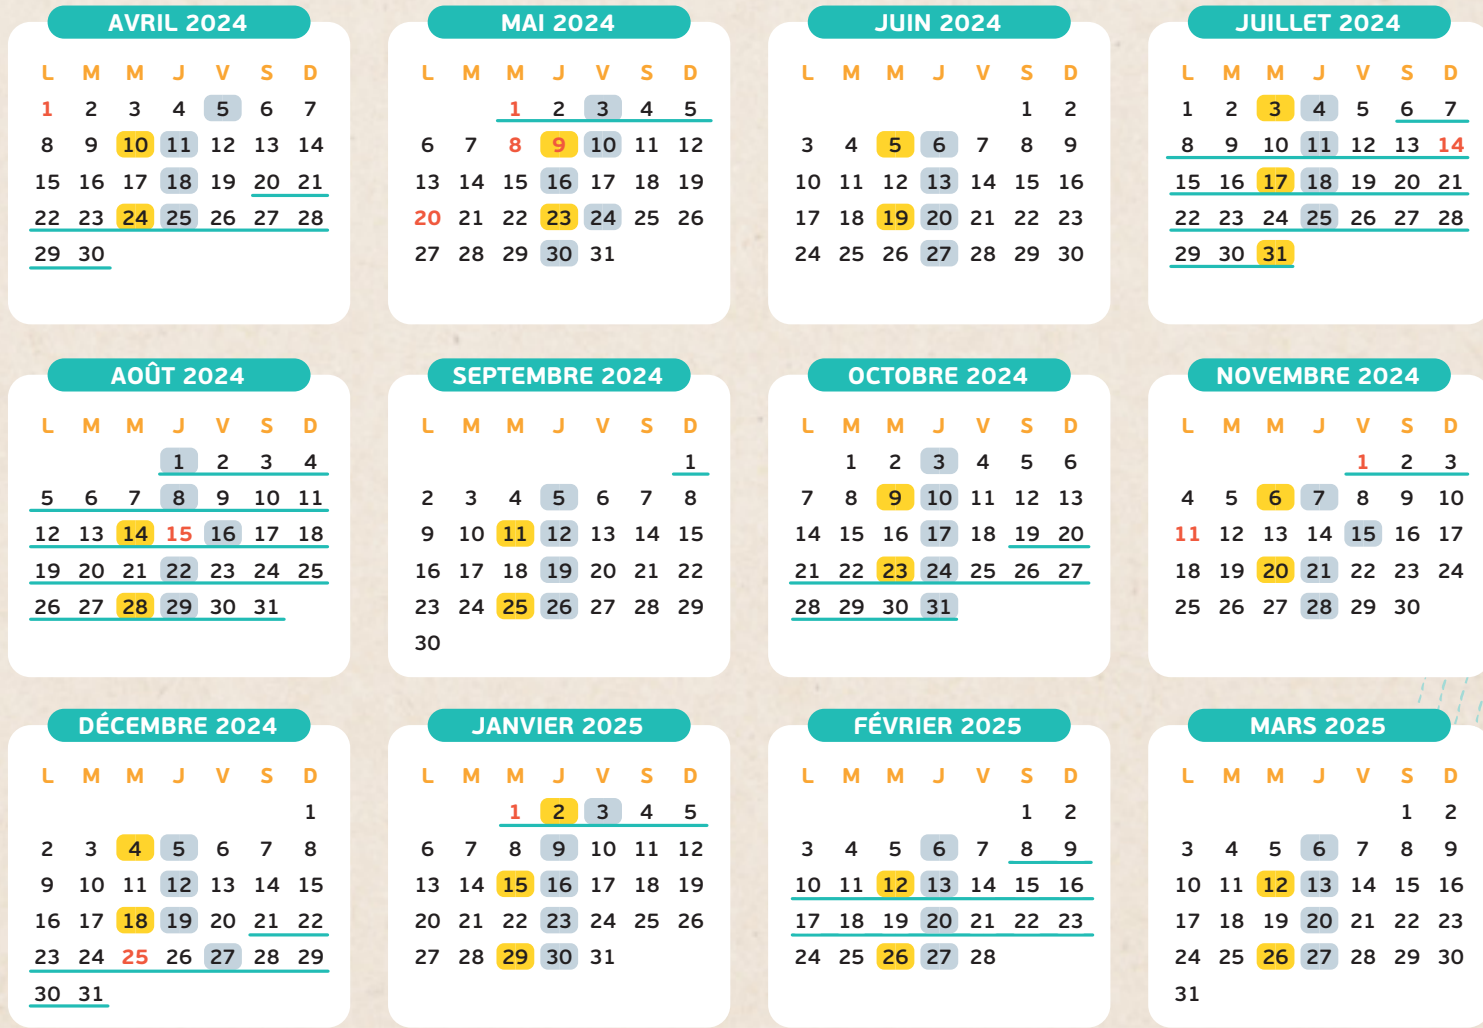 AVRIL 2024
L M M J V S D
1 2 3 4 5 6 7
8 9 10 11 12 13 14
15 16 17 18 19 20 21
22 23 24 25 26 27 28
29 30
MAI 2024
L M M J V S D
1 2 3 4 5
6 7 8 9 10 11 12
13 14 15 16 17 18 19
20 21 22 23 24 25 26
27 28 29 30 31
JUIN 2024
L M M J V S D
1 2
3 4 5 6 7 8 9
10 11 12 13 14 15 16
17 18 19 20 21 22 23
24 25 26 27 28 29 30
JUILLET 2024
L M M J V S D
1 2 3 4 5 6 7
8 9 10 11 12 13 14
15 16 17 18 19 20 21
22 23 24 25 26 27 28
29 30 31
AOÛT 2024
L M M J V S D
1 2 3 4
5 6 7 8 9 10 11
12 13 14 15 16 17 18
19 20 21 22 23 24 25
26 27 28 29 30 31
SEPTEMBRE 2024
L M M J V S D
1
2 3 4 5 6 7 8
9 10 11 12 13 14 15
16 17 18 19 20 21 22
23 24 25 26 27 28 29
30
OCTOBRE 2024
L M M J V S D
1 2 3 4 5 6
7 8 9 10 11 12 13
14 15 16 17 18 19 20
21 22 23 24 25 26 27
28 29 30 31
NOVEMBRE 2024
L M M J V S D
1 2 3
4 5 6 7 8 9 10
11 12 13 14 15 16 17
18 19 20 21 22 23 24
25 26 27 28 29 30
DÉCEMBRE 2024
L M M J V S D
1
2 3 4 5 6 7 8
9 10 11 12 13 14 15
16 17 18 19 20 21 22
23 24 25 26 27 28 29
30 31
JANVIER 2025
L M M J V S D
1 2 3 4 5
6 7 8 9 10 11 12
13 14 15 16 17 18 19
20 21 22 23 24 25 26
27 28 29 30 31
FÉVRIER 2025
L M M J V S D
1 2
3 4 5 6 7 8 9
10 11 12 13 14 15 16
17 18 19 20 21 22 23
24 25 26 27 28
MARS 2025
L M M J V S D
1 2
3 4 5 6 7 8 9
10 11 12 13 14 15 16
17 18 19 20 21 22 23
24 25 26 27 28 29 30
31